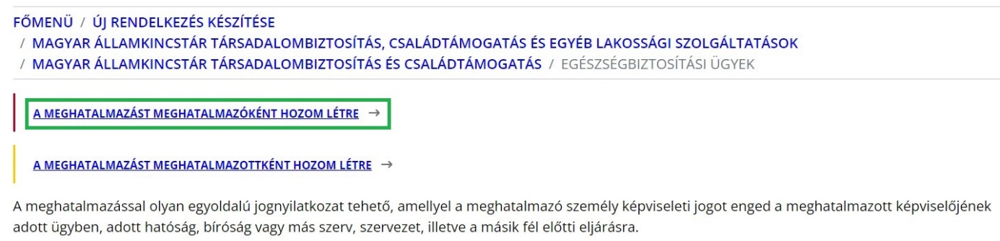 FŐMENÜ / ÚJ RENDELKEZÉS KÉSZÍTÉSE
/ MAGYAR ÁLLAMKINCSTÁR TÁRSADALOMBIZTOSÍTÁS, CSALÁDTÁMOGATÁS ÉS EGYÉB LAKOSSÁGI SZOLGÁLTATÁSOK
/ MAGYAR ÁLLAMKINCSTÁR TÁRSADALOMBIZTOSÍTÁS ÉS CSALÁDTÁMOGATÁS / EGÉSZSÉGBIZTOSÍTÁSI ÜGYEK
A MEGHATALMAZÁST MEGHATALMAZÓKÉNT HOZOM LÉTRE →
A MEGHATALMAZÁST MEGHATALMAZOTTKÉNT HOZOM LÉTRE →
A meghatalmazással olyan egyoldalú jognyilatkozat tehető, amellyel a meghatalmazó személy képviseleti jogot enged a meghatalmazott képviselőjének
adott ügyben, adott hatóság, bíróság vagy más szerv, szervezet, illetve a másik fél előtti eljárásra.